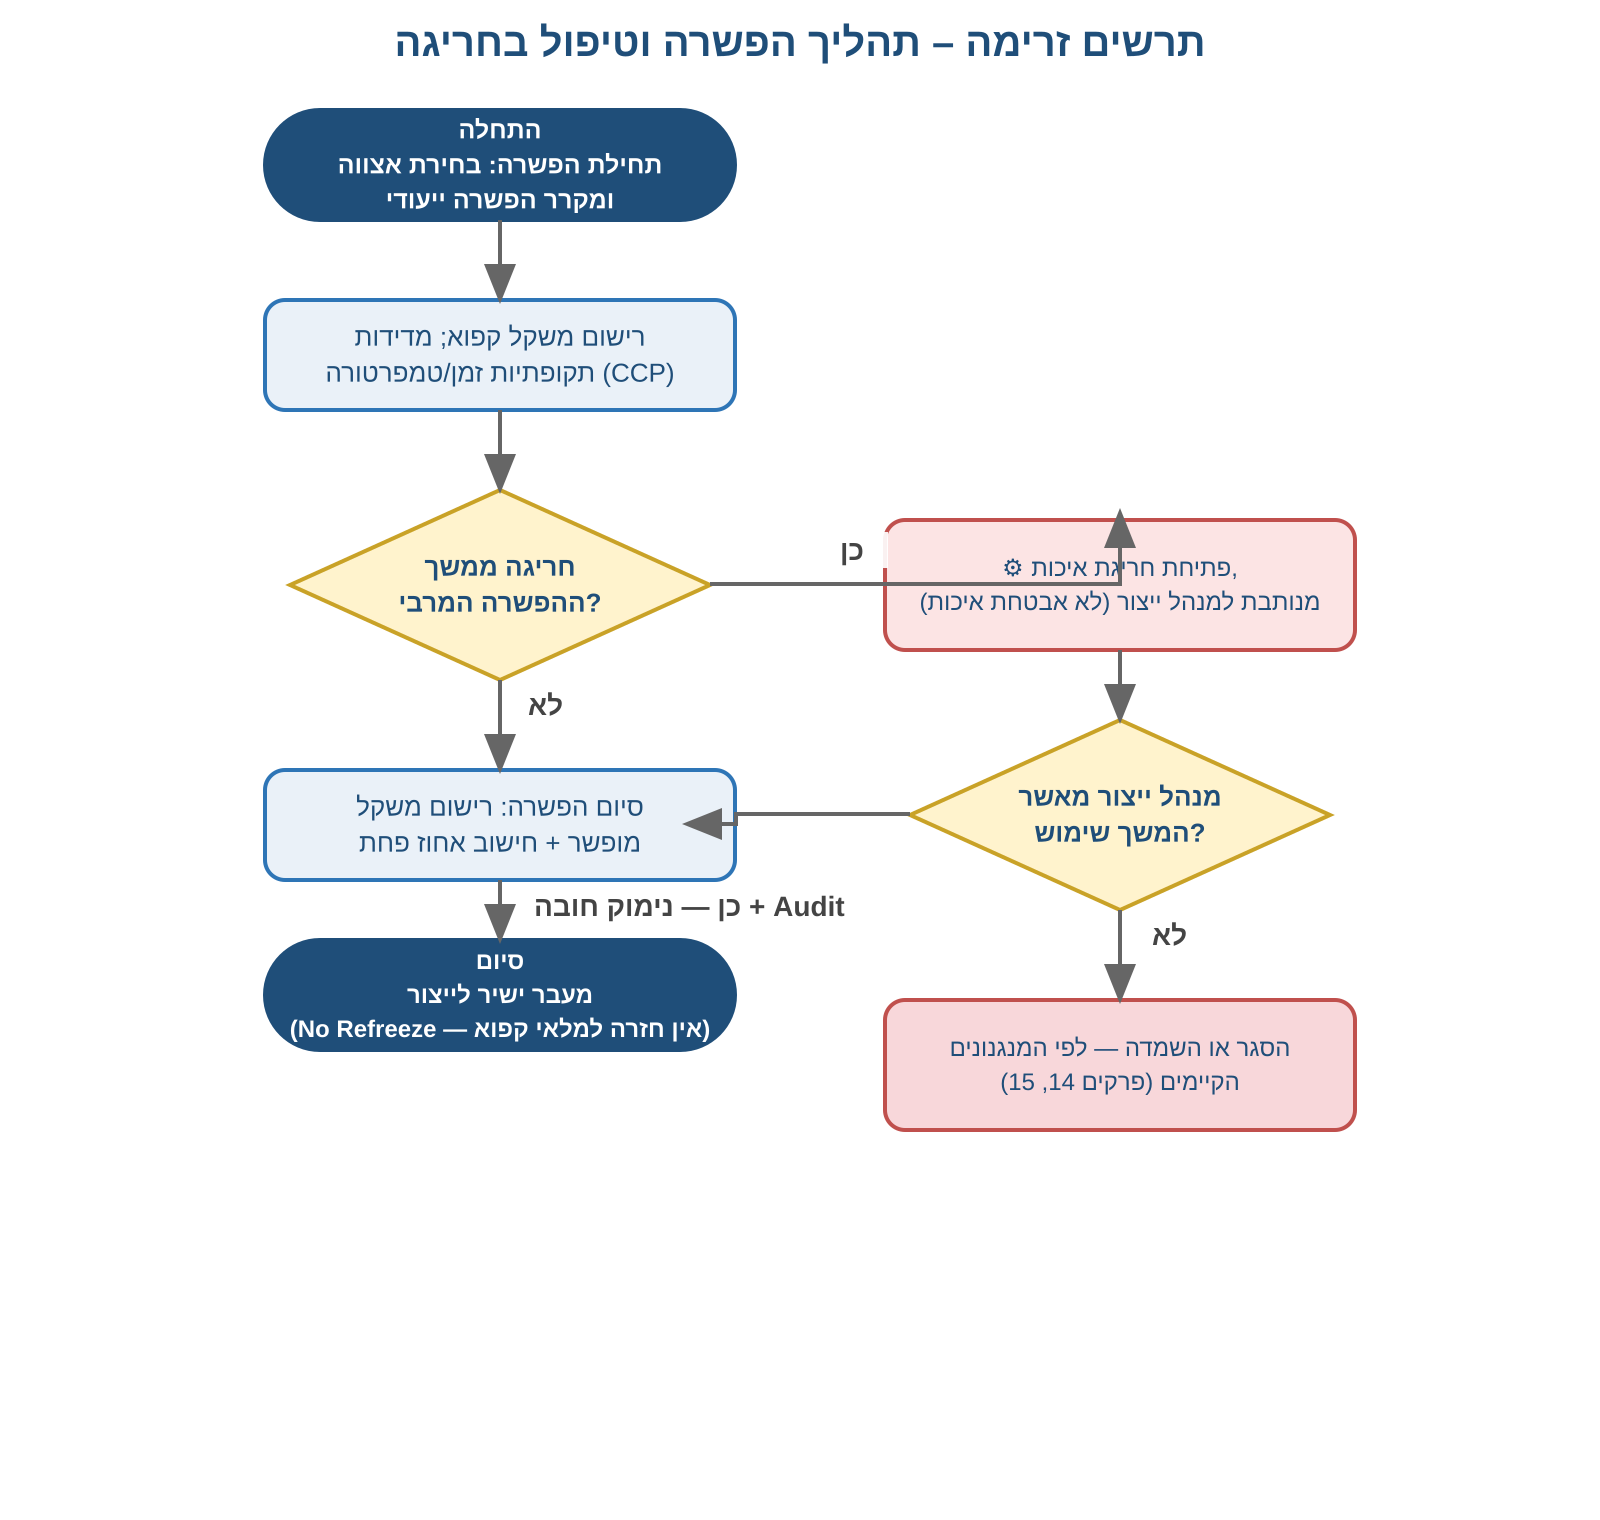 תרשים זרימה – תהליך הפשרה וטיפול בחריגה
התחלה
תחילת הפשרה: בחירת אצווה
ומקרר הפשרה ייעודי
רישום משקל קפוא; מדידות
תקופתיות זמן/טמפרטורה (CCP)
חריגה ממשך
ההפשרה המרבי?
כן
⚙ פתיחת חריגת איכות,
מנותבת למנהל ייצור (לא אבטחת איכות)
לא
מנהל ייצור מאשר
המשך שימוש?
סיום הפשרה: רישום משקל
מופשר + חישוב אחוז פחת
כן — נימוק חובה + Audit
לא
סיום
מעבר ישיר לייצור
(No Refreeze — אין חזרה למלאי קפוא)
הסגר או השמדה — לפי המנגנונים
הקיימים (פרקים 14, 15)